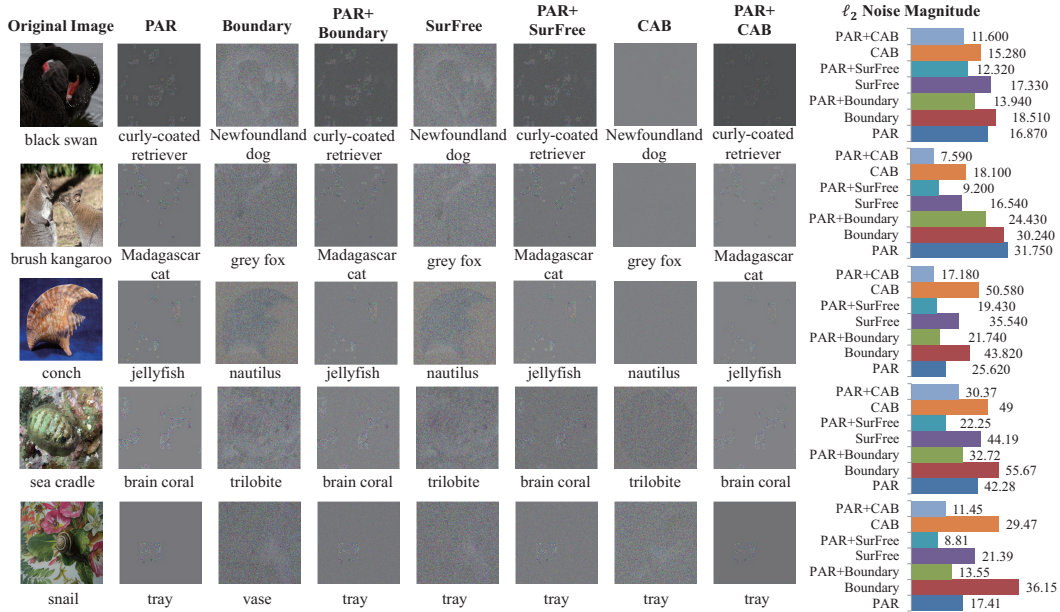 Original Image PAR Boundary PAR+ Boundary SurFree PAR+ SurFree CAB PAR+ CAB ℓ₂ Noise Magnitude
black swan curly-coated retriever Newfoundland dog curly-coated retriever Newfoundland dog curly-coated retriever Newfoundland dog curly-coated retriever
PAR+CAB 11.600
CAB 15.280
PAR+SurFree 12.320
SurFree 17.330
PAR+Boundary 13.940
Boundary 18.510
PAR 16.870
brush kangaroo Madagascar cat grey fox Madagascar cat grey fox Madagascar cat grey fox Madagascar cat
PAR+CAB 7.590
CAB 18.100
PAR+SurFree 9.200
SurFree 16.540
PAR+Boundary 24.430
Boundary 30.240
PAR 31.750
conch jellyfish nautilus jellyfish nautilus jellyfish nautilus jellyfish
PAR+CAB 17.180
CAB 50.580
PAR+SurFree 19.430
SurFree 35.540
PAR+Boundary 21.740
Boundary 43.820
PAR 25.620
sea cradle brain coral trilobite brain coral trilobite brain coral trilobite brain coral
PAR+CAB 30.37
CAB 49
PAR+SurFree 22.25
SurFree 44.19
PAR+Boundary 32.72
Boundary 55.67
PAR 42.28
snail tray vase tray tray tray tray tray
PAR+CAB 11.45
CAB 29.47
PAR+SurFree 8.81
SurFree 21.39
PAR+Boundary 13.55
Boundary 36.15
PAR 17.41